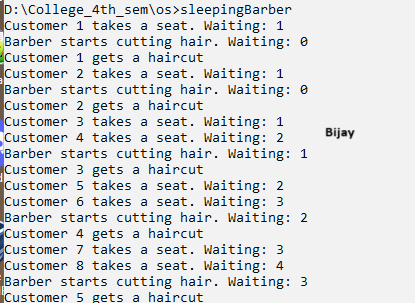 D:\College_4th_sem\os>sleepingBarber
Customer 1 takes a seat. Waiting: 1
Barber starts cutting hair. Waiting: 0
Customer 1 gets a haircut
Customer 2 takes a seat. Waiting: 1
Barber starts cutting hair. Waiting: 0
Customer 2 gets a haircut
Customer 3 takes a seat. Waiting: 1
Customer 4 takes a seat. Waiting: 2
Bijay
Barber starts cutting hair. Waiting: 1
Customer 3 gets a haircut
Customer 5 takes a seat. Waiting: 2
Customer 6 takes a seat. Waiting: 3
Barber starts cutting hair. Waiting: 2
Customer 4 gets a haircut
Customer 7 takes a seat. Waiting: 3
Customer 8 takes a seat. Waiting: 4
Barber starts cutting hair. Waiting: 3
Customer 5 gets a haircut